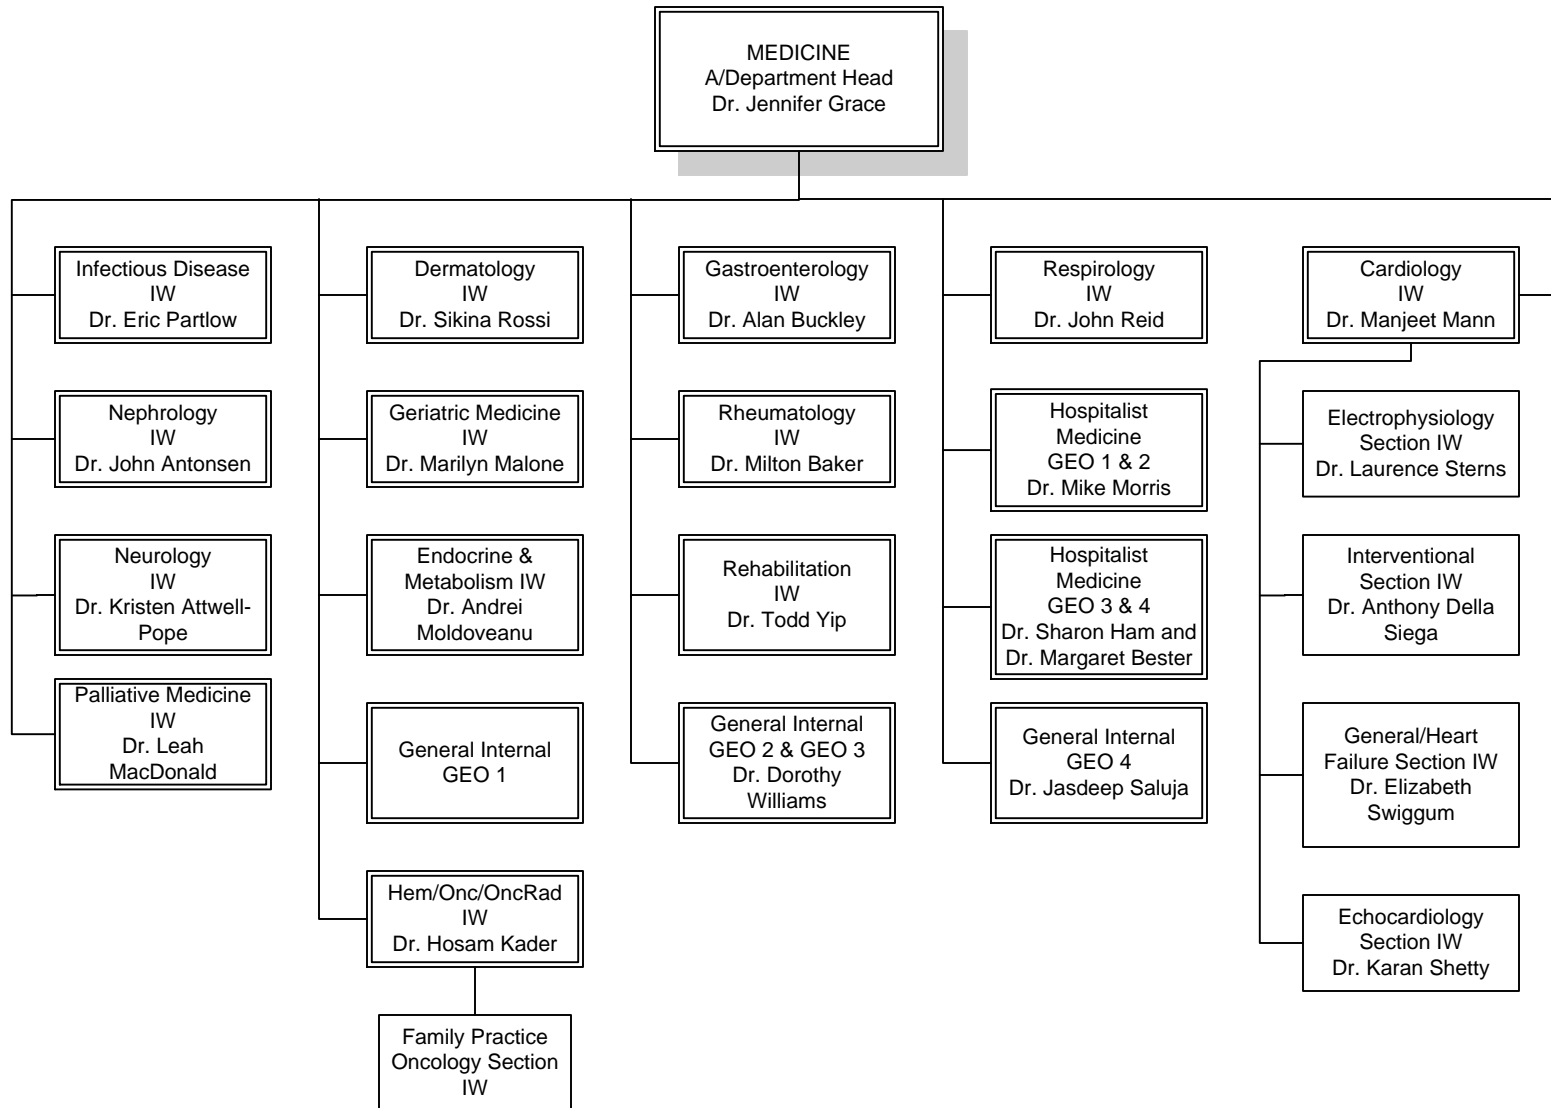 MEDICINE
A/Department Head
Dr. Jennifer Grace
Infectious Disease
IW
Dr. Eric Partlow
Nephrology
IW
Dr. John Antonsen
Neurology
IW
Dr. Kristen Attwell-
Pope
Palliative Medicine
IW
Dr. Leah
MacDonald
Dermatology
IW
Dr. Sikina Rossi
Geriatric Medicine
IW
Dr. Marilyn Malone
Endocrine &
Metabolism IW
Dr. Andrei
Moldoveanu
General Internal
GEO 1
Hem/Onc/OncRad
IW
Dr. Hosam Kader
Family Practice
Oncology Section
IW
Gastroenterology
IW
Dr. Alan Buckley
Rheumatology
IW
Dr. Milton Baker
Rehabilitation
IW
Dr. Todd Yip
General Internal
GEO 2 & GEO 3
Dr. Dorothy
Williams
Respirology
IW
Dr. John Reid
Hospitalist
Medicine
GEO 1 & 2
Dr. Mike Morris
Hospitalist
Medicine
GEO 3 & 4
Dr. Sharon Ham and
Dr. Margaret Bester
General Internal
GEO 4
Dr. Jasdeep Saluja
Cardiology
IW
Dr. Manjeet Mann
Electrophysiology
Section IW
Dr. Laurence Sterns
Interventional
Section IW
Dr. Anthony Della
Siega
General/Heart
Failure Section IW
Dr. Elizabeth
Swiggum
Echocardiology
Section IW
Dr. Karan Shetty